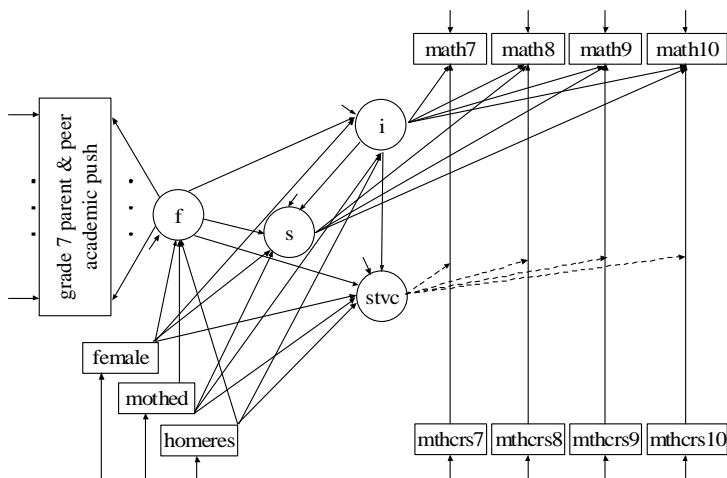 math7
math8
math9
math10
grade 7 parent & peer
academic push
i
f
s
stvc
female
mothed
homeres
mthcrs7
mthcrs8
mthcrs9
mthcrs10